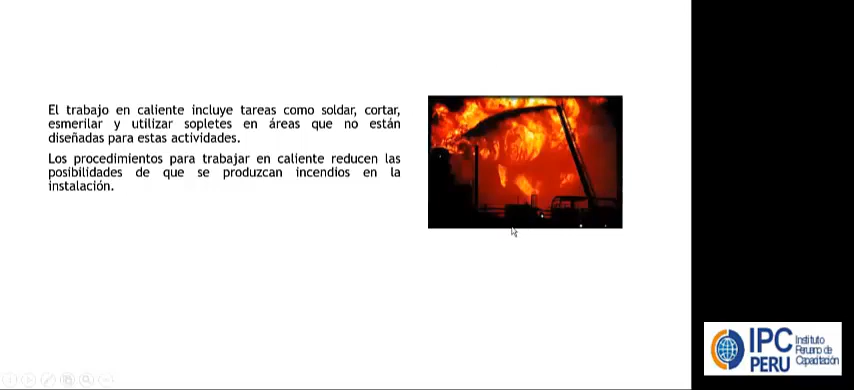 El trabajo en caliente incluye tareas como soldar, cortar,
esmerilar y utilizar sopletes en áreas que no están
diseñadas para estas actividades.
Los procedimientos para trabajar en caliente reducen las
posibilidades de que se produzcan incendios en la
instalación.
IPC
PERU
Instituto
Peruano de
Capacitación